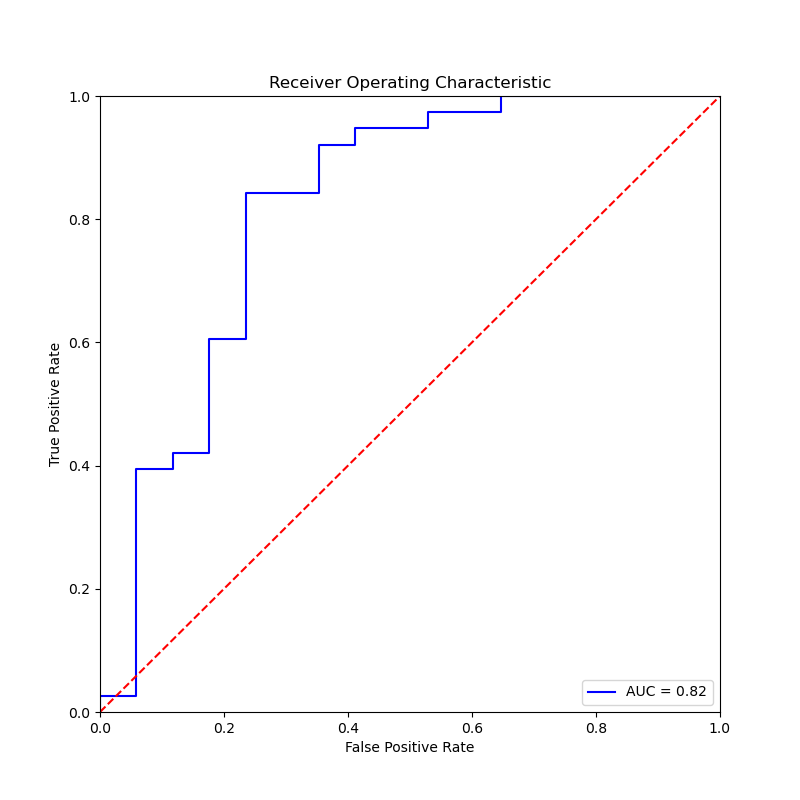 Receiver Operating Characteristic
1.0
0.8
0.6
0.4
0.2
0.0
True Positive Rate
AUC = 0.82
0.0 0.2 0.4 0.6 0.8 1.0
False Positive Rate